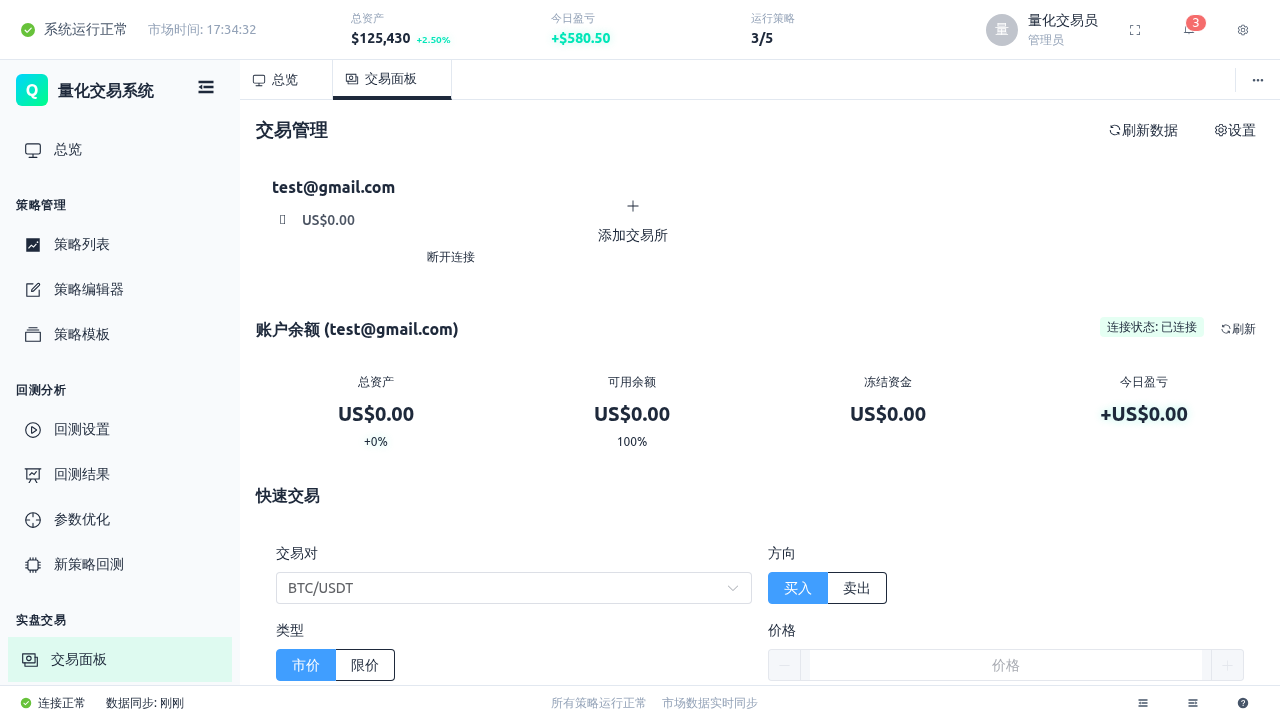 系统运行正常 市场时间: 17:34:32
总资产
$125,430 +2.50%
今日盈亏
+$580.50
运行策略
3/5
量
量化交易员
管理员
3
Q 量化交易系统
总览
策略管理
策略列表
策略编辑器
策略模板
回测分析
回测设置
回测结果
参数优化
新策略回测
实盘交易
交易面板
总览 交易面板
交易管理 刷新数据 设置
test@gmail.com
US$0.00
断开连接
添加交易所
账户余额 (test@gmail.com) 连接状态: 已连接 刷新
总资产
US$0.00
+0%
可用余额
US$0.00
100%
冻结资金
US$0.00
今日盈亏
+US$0.00
快速交易
交易对
BTC/USDT
方向
买入 卖出
类型
市价 限价
价格
价格
连接正常 数据同步: 刚刚 所有策略运行正常 市场数据实时同步